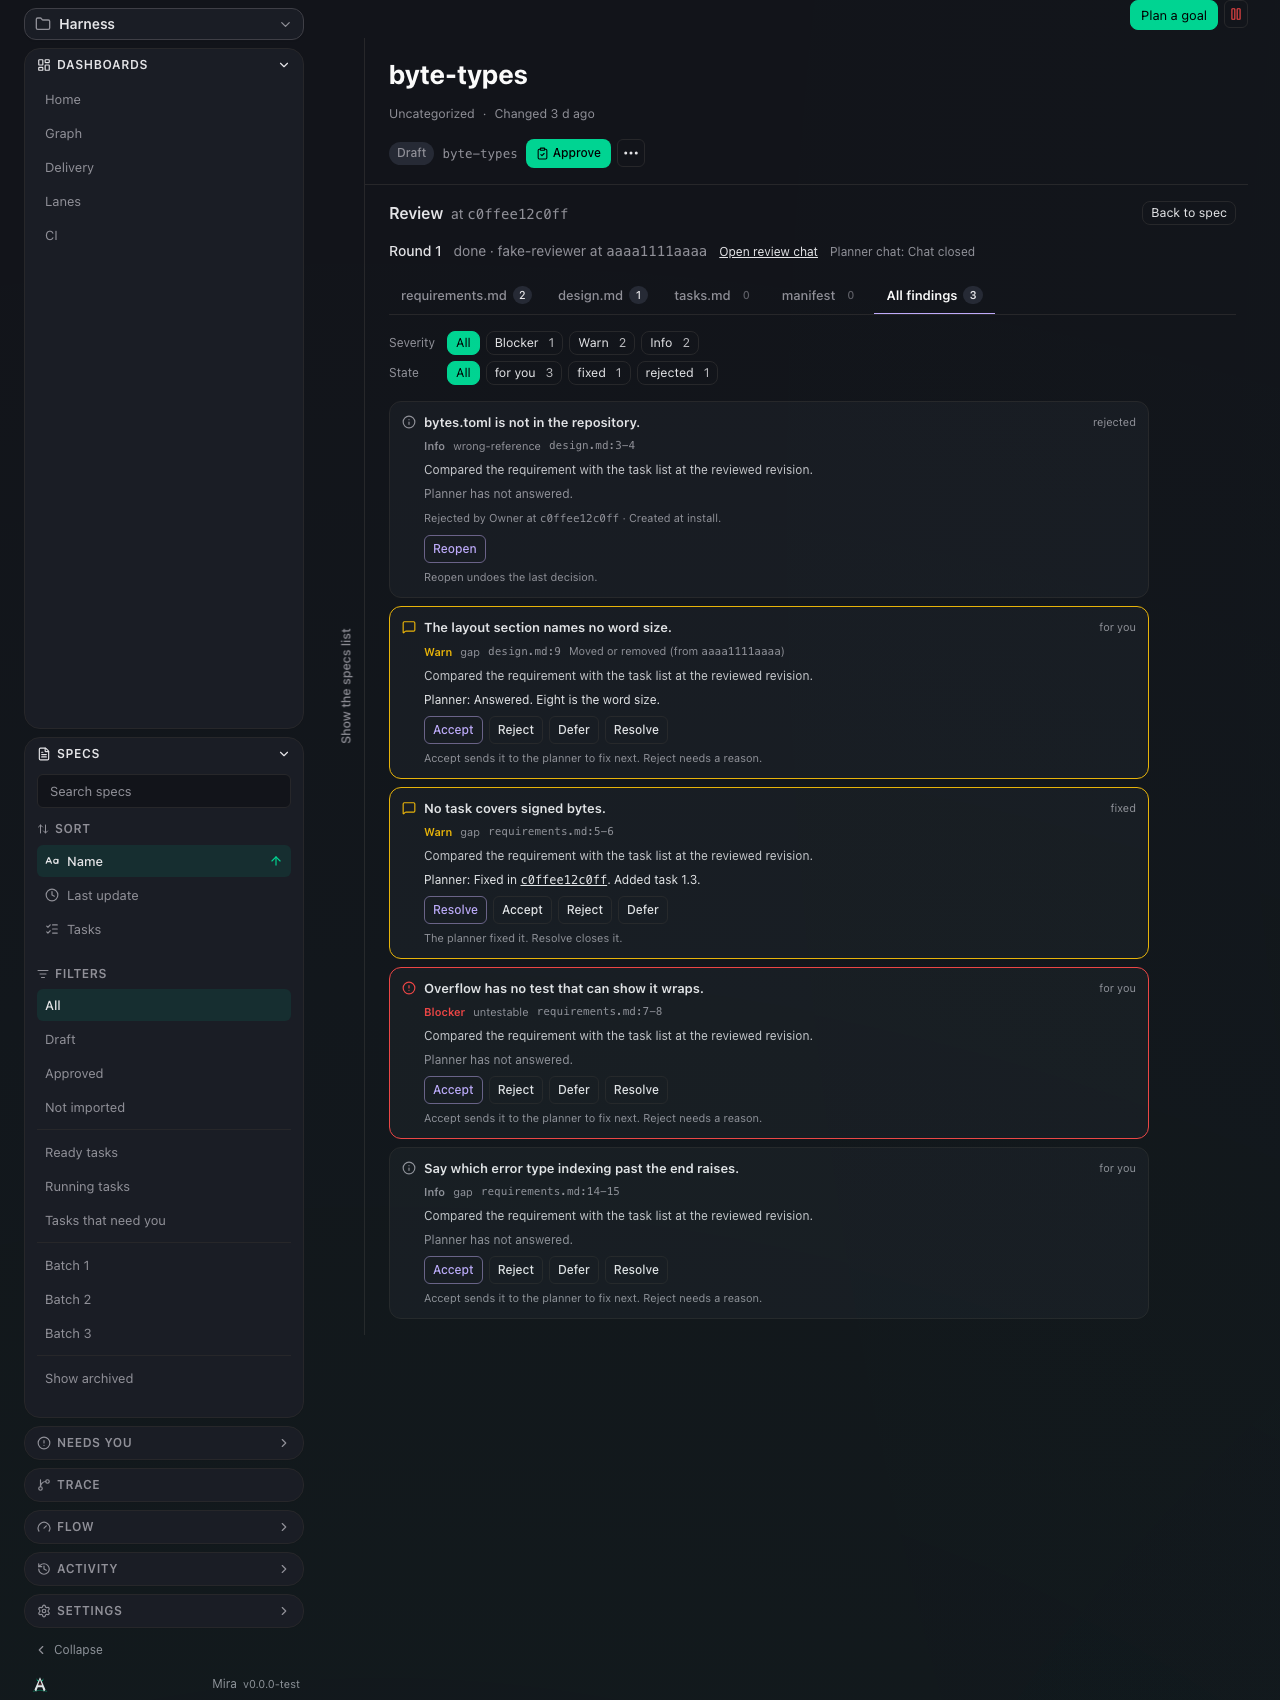 Harness
Plan a goal
DASHBOARDS
Home
Graph
Delivery
Lanes
CI
SPECS
Search specs
SORT
Name
Last update
Tasks
FILTERS
All
Draft
Approved
Not imported
Ready tasks
Running tasks
Tasks that need you
Batch 1
Batch 2
Batch 3
Show archived
NEEDS YOU
TRACE
FLOW
ACTIVITY
SETTINGS
Collapse
Mira v0.0.0-test
Show the specs list
byte-types
Uncategorized · Changed 3 d ago
Draft byte-types Approve
Review at c0ffee12c0ff Back to spec
Round 1 done · fake-reviewer at aaaa1111aaaa Open review chat Planner chat: Chat closed
requirements.md 2 design.md 1 tasks.md 0 manifest 0 All findings 3
Severity All Blocker 1 Warn 2 Info 2
State All for you 3 fixed 1 rejected 1
bytes.toml is not in the repository. rejected
Info wrong-reference design.md:3–4
Compared the requirement with the task list at the reviewed revision.
Planner has not answered.
Rejected by Owner at c0ffee12c0ff · Created at install.
Reopen
Reopen undoes the last decision.
The layout section names no word size. for you
Warn gap design.md:9 Moved or removed (from aaaa1111aaaa)
Compared the requirement with the task list at the reviewed revision.
Planner: Answered. Eight is the word size.
Accept Reject Defer Resolve
Accept sends it to the planner to fix next. Reject needs a reason.
No task covers signed bytes. fixed
Warn gap requirements.md:5–6
Compared the requirement with the task list at the reviewed revision.
Planner: Fixed in c0ffee12c0ff. Added task 1.3.
Resolve Accept Reject Defer
The planner fixed it. Resolve closes it.
Overflow has no test that can show it wraps. for you
Blocker untestable requirements.md:7–8
Compared the requirement with the task list at the reviewed revision.
Planner has not answered.
Accept Reject Defer Resolve
Accept sends it to the planner to fix next. Reject needs a reason.
Say which error type indexing past the end raises. for you
Info gap requirements.md:14–15
Compared the requirement with the task list at the reviewed revision.
Planner has not answered.
Accept Reject Defer Resolve
Accept sends it to the planner to fix next. Reject needs a reason.